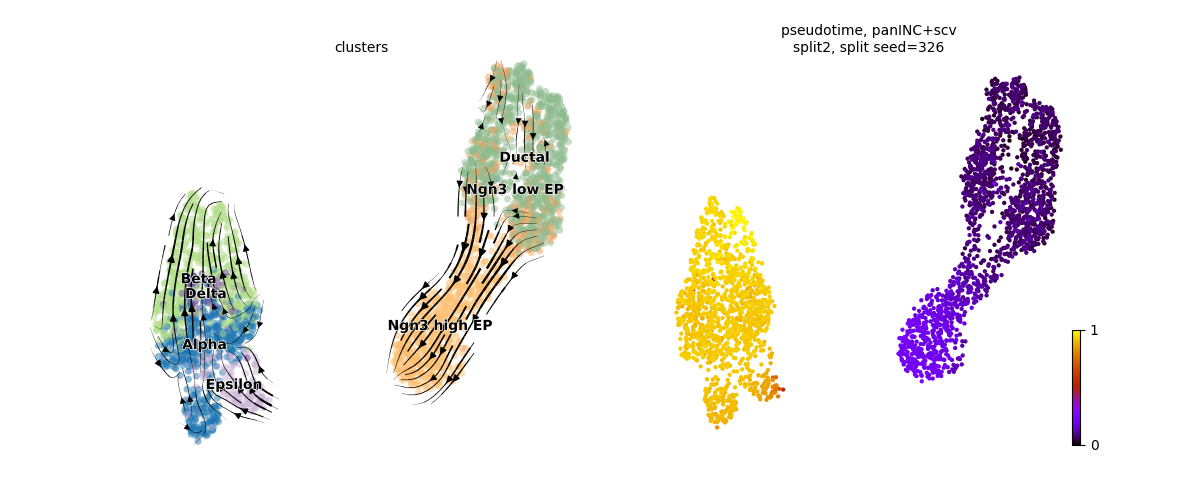 clusters
Ductal
Ngn3 low EP
Beta
Delta
Ngn3 high EP
Alpha
Epsilon
pseudotime, panINC+scv
split2, split seed=326
1
0